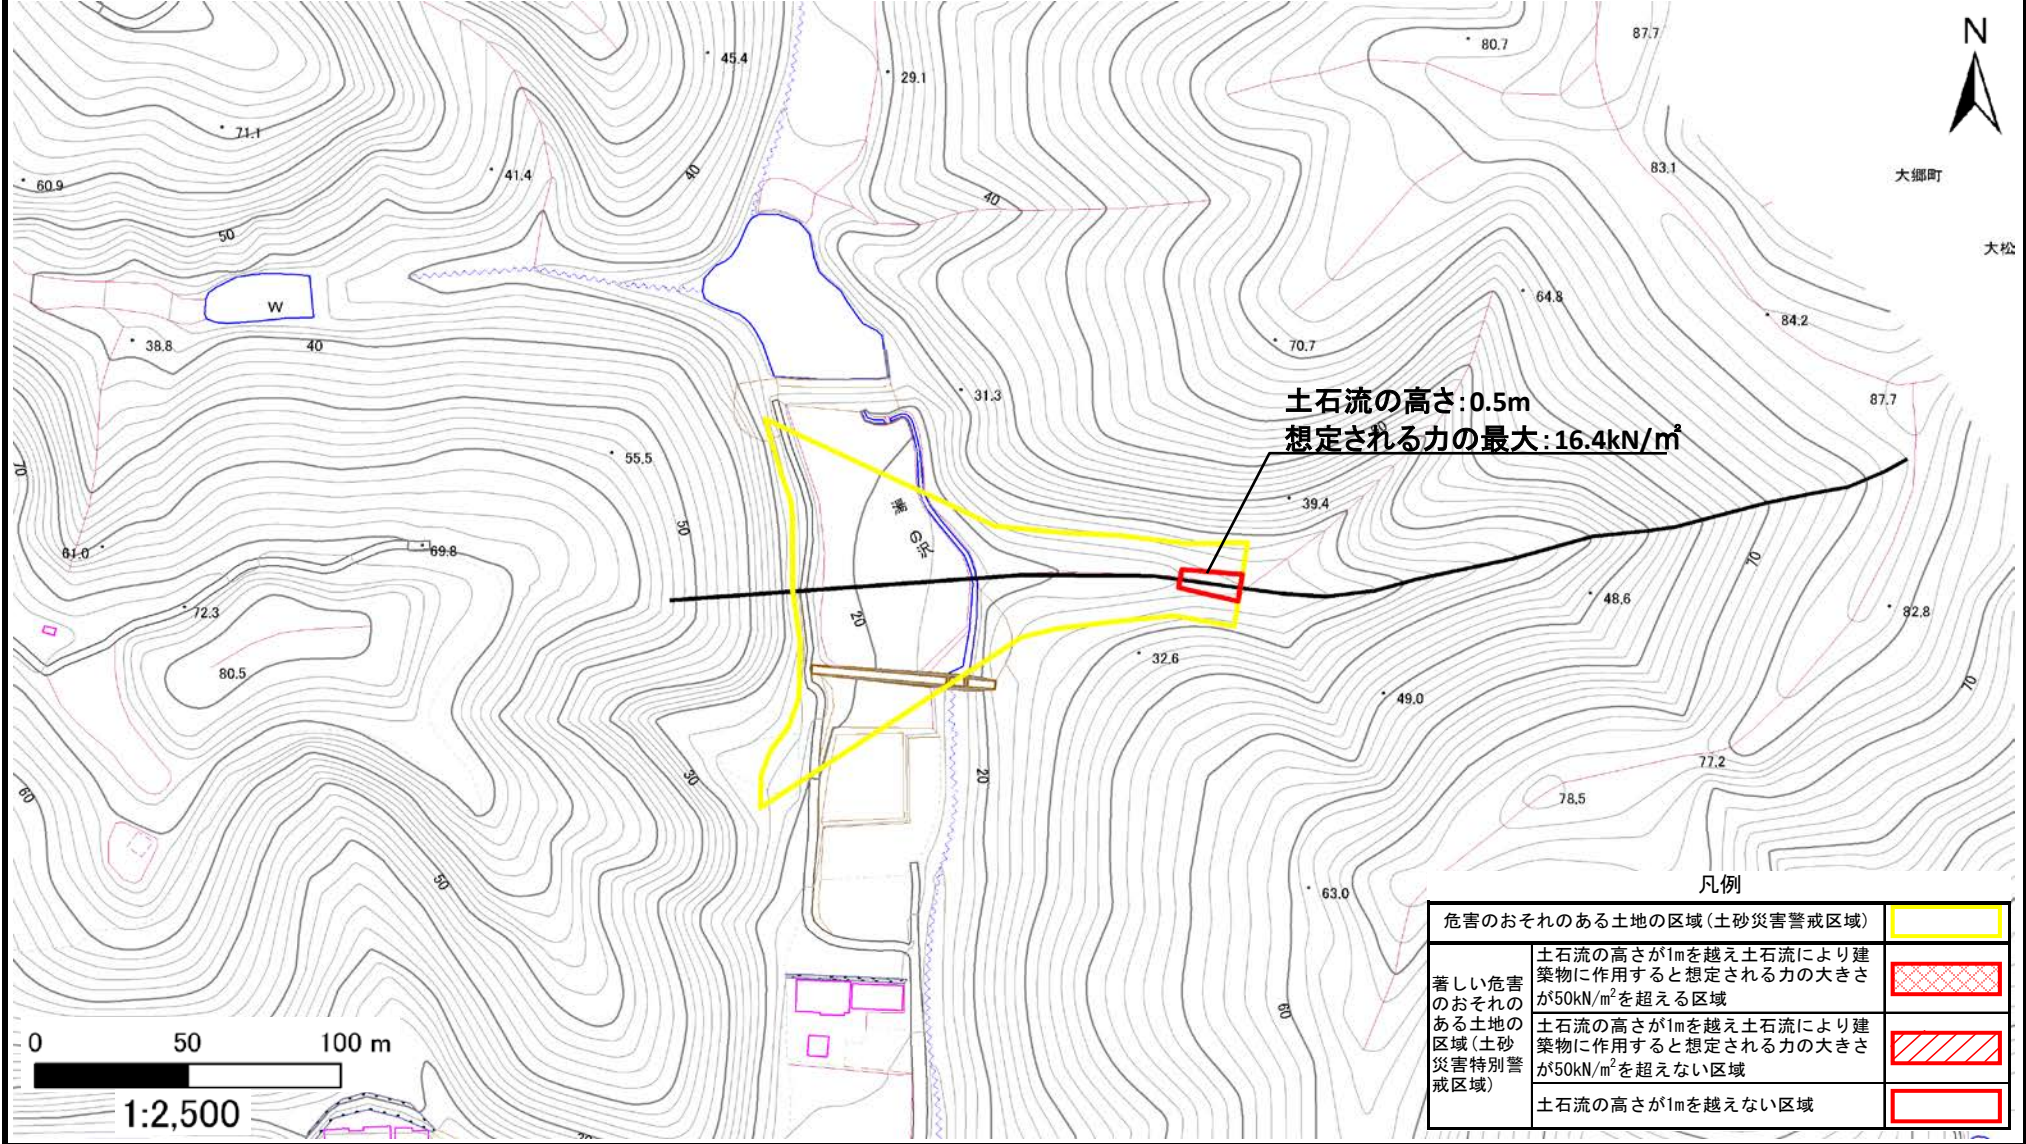 N
大郷町
大松
45.4
29.1
80.7
87.7
71.1
60.9
41.4
40
40
83.1
50
W
38.8
40
64.8
84.2
70.7
31.3
87.7
土石流の高さ:0.5m
想定される力の最大:16.4kN/㎡
55.5
70
50
39.4
61.0
69.8
72.3
20
70
48.6
82.8
80.5
32.6
49.0
70
77.2
30
20
78.5
60
50
63.0
60
凡例
危害のおそれのある土地の区域(土砂災害警戒区域)
著しい危害
のおそれの
ある土地の
区域(土砂
災害特別警
戒区域)
土石流の高さが1mを越え土石流により建
築物に作用すると想定される力の大きさ
が50kN/m²を超える区域
土石流の高さが1mを越え土石流により建
築物に作用すると想定される力の大きさ
が50kN/m²を超えない区域
土石流の高さが1mを越えない区域
0 50 100 m
1:2,500